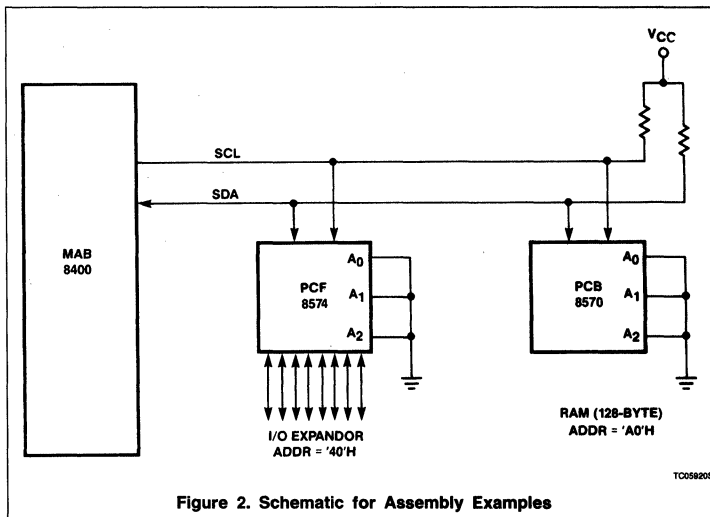 VCC
SCL
SDA
MAB
8400
PCF
8574
A0
A1
A2
PCB
8570
A0
A1
A2
I/O EXPANDOR
ADDR = '40'H
RAM (128-BYTE)
ADDR = 'A0'H
TC05920S
Figure 2. Schematic for Assembly Examples